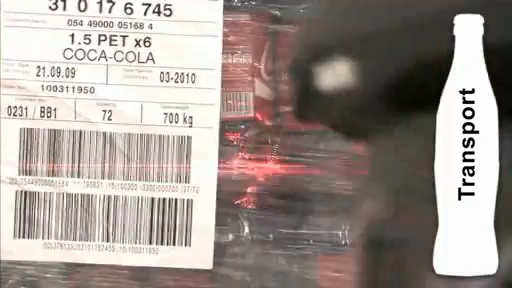 31 0 17 6 745
054 49000 05168 4
1.5 PET x6
COCA-COLA
21.09.09
03-2010
100311950
0231 / BB1
72
700 kg
Transport